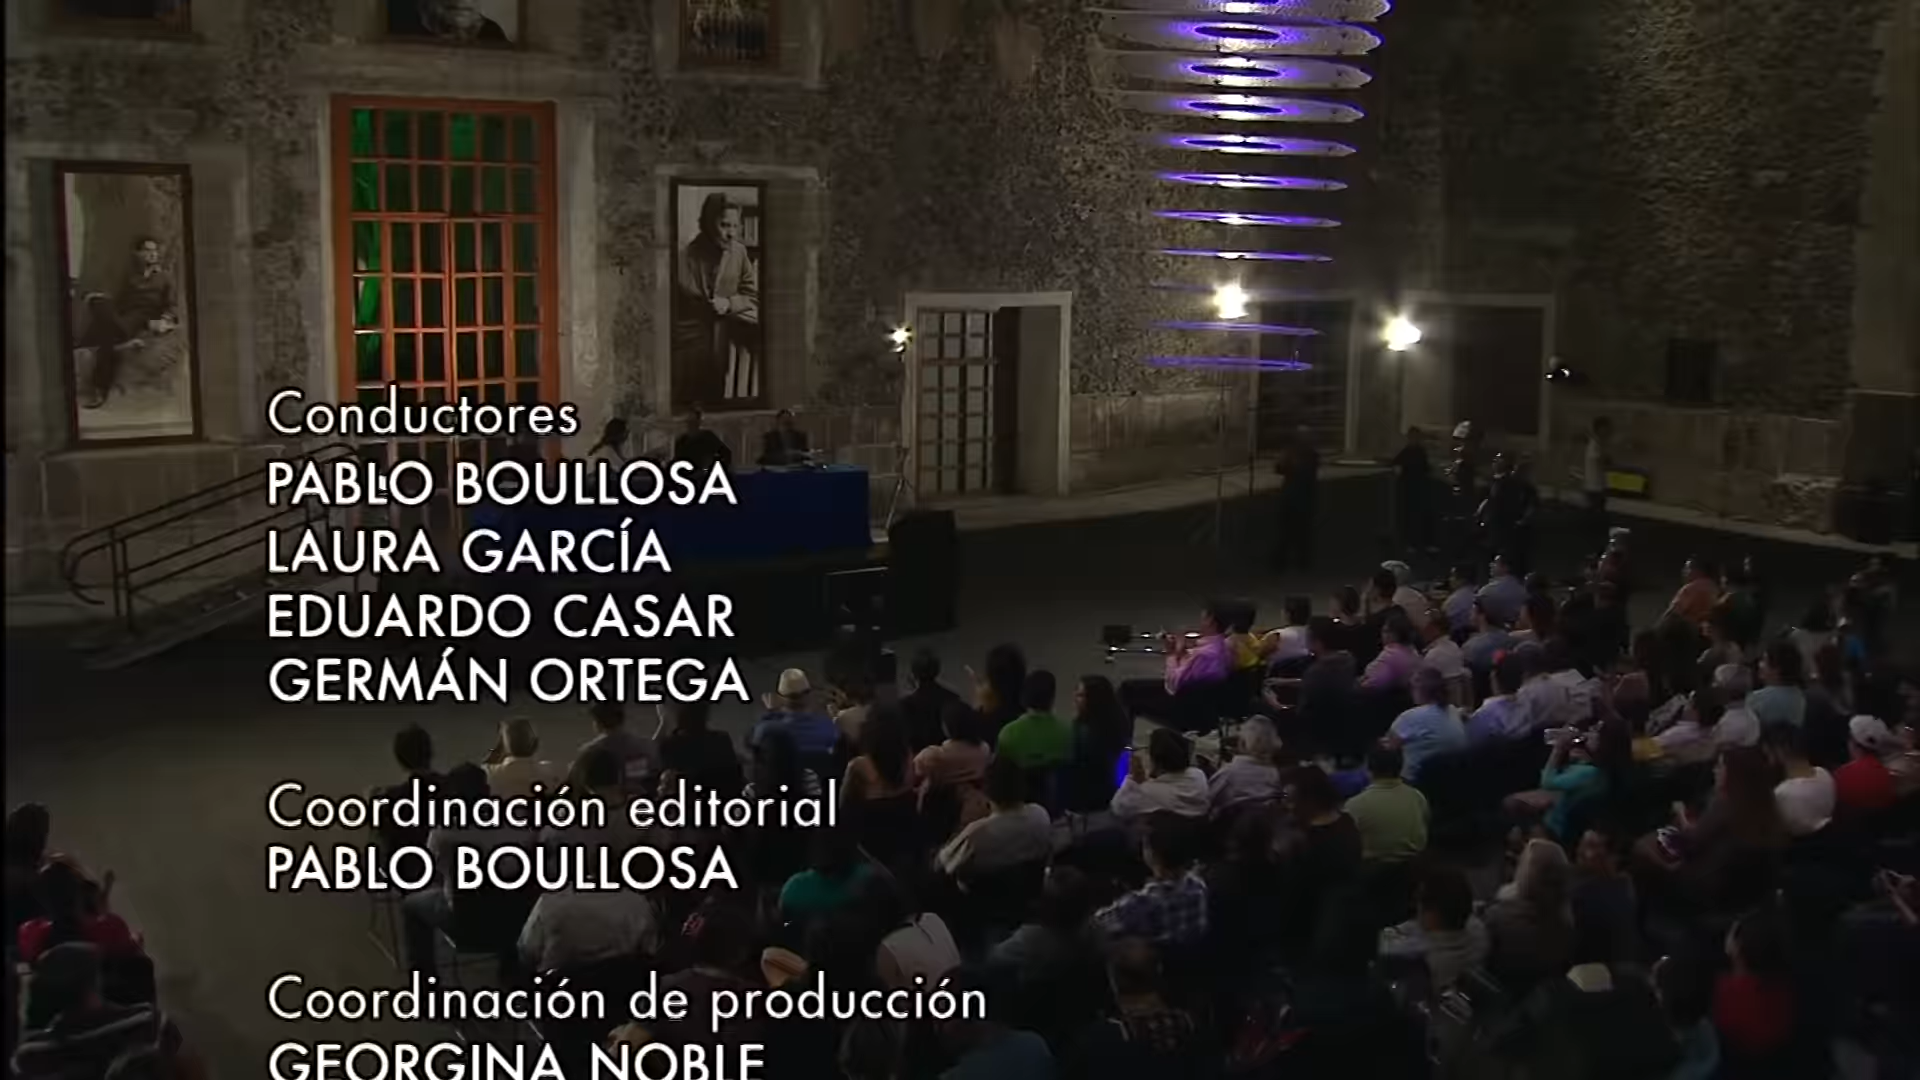 Conductores
PABLO BOULLOSA
LAURA GARCÍA
EDUARDO CASAR
GERMÁN ORTEGA
Coordinación editorial
PABLO BOULLOSA
Coordinación de producción
GEORGINA NOBLE